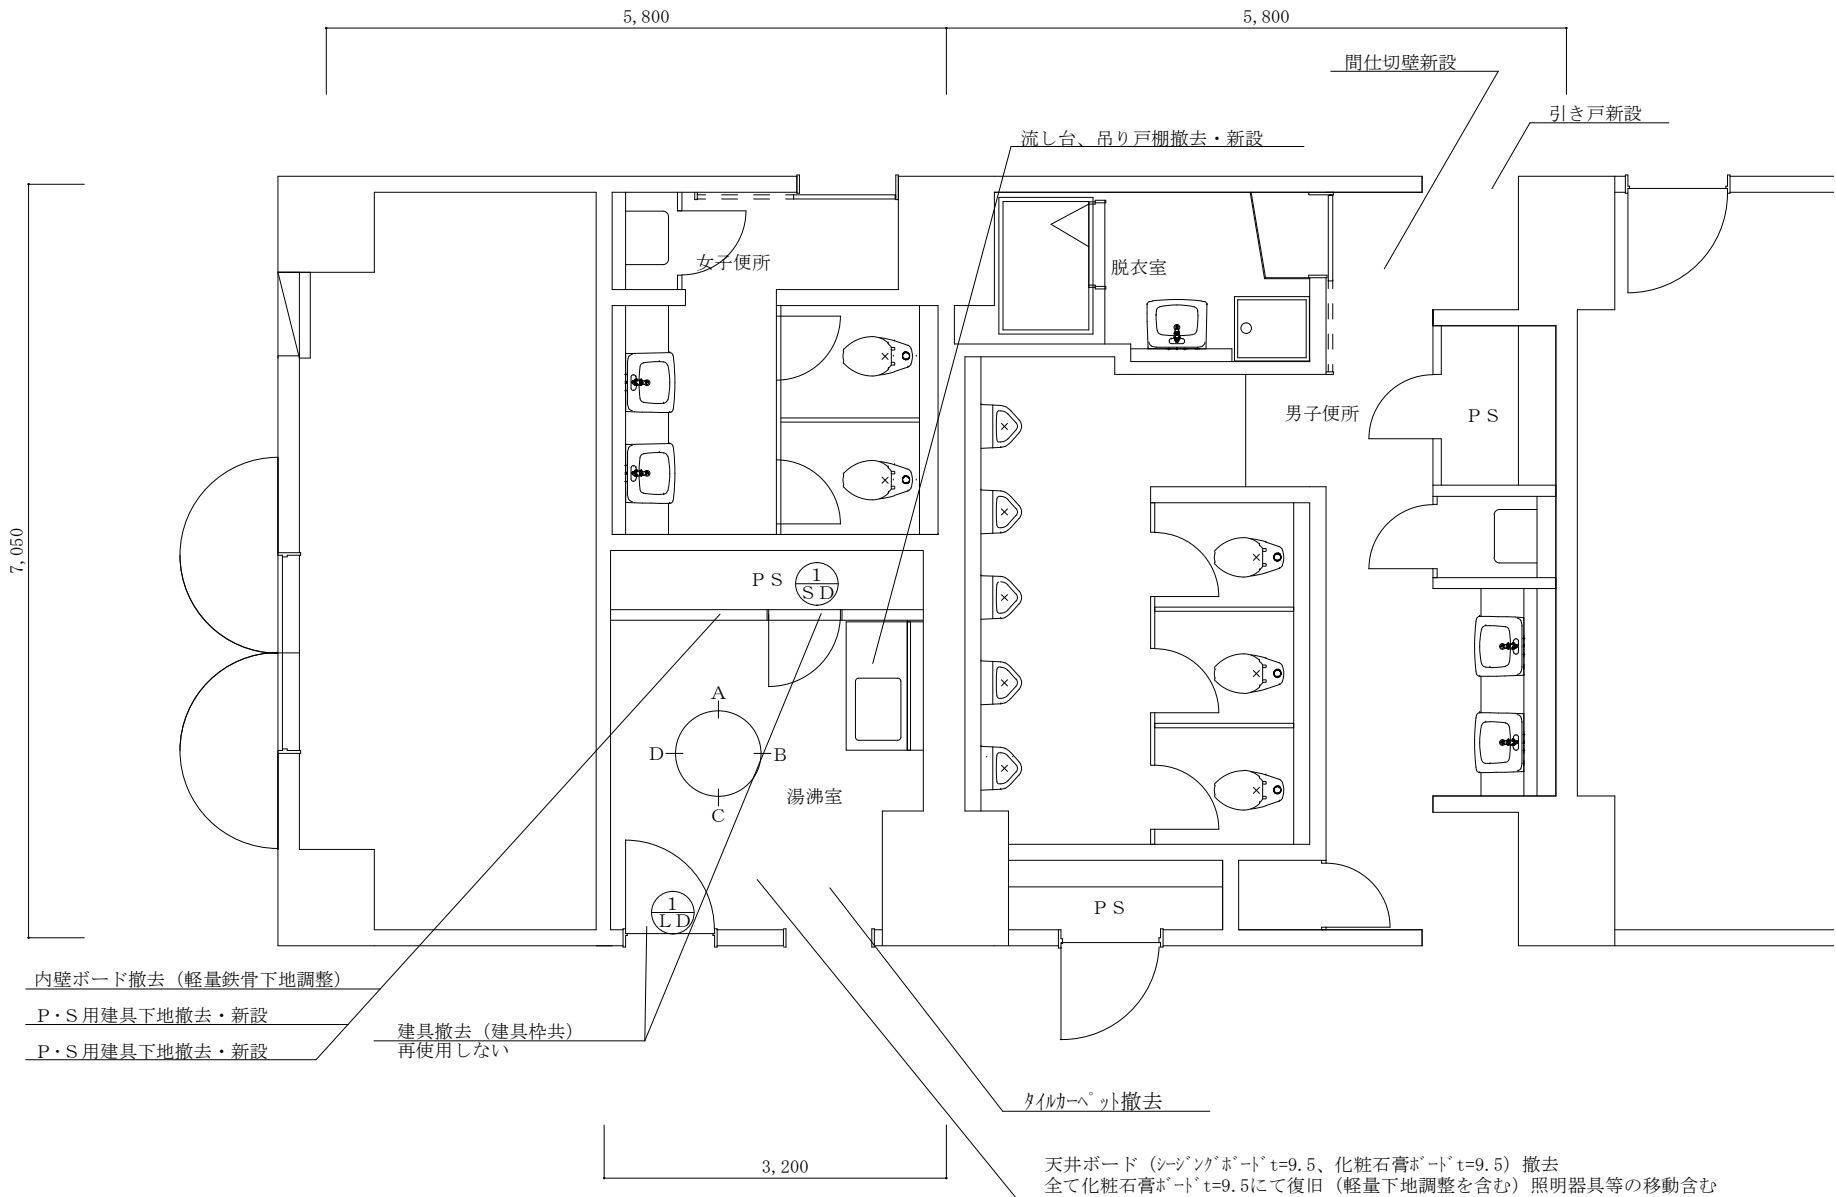 5,800
5,800
間仕切壁新設
引き戸新設
流し台、吊り戸棚撤去・新設
女子便所
脱衣室
男子便所
ＰＳ
7,050
ＰＳ
1
ＳＤ
A
D
B
C
湯沸室
1
ＬＤ
ＰＳ
内壁ボード撤去（軽量鉄骨下地調整）
Ｐ・Ｓ用建具下地撤去・新設
Ｐ・Ｓ用建具下地撤去・新設
建具撤去（建具枠共）
再使用しない
ﾀｲﾙｶｰﾍﾟｯﾄ撤去
3,200
天井ボード（ｼｰｼﾞﾝｸﾞﾎﾞｰﾄﾞt=9.5、化粧石膏ﾎﾞｰﾄﾞt=9.5）撤去
全て化粧石膏ﾎﾞｰﾄﾞt=9.5にて復旧（軽量下地調整を含む）照明器具等の移動含む